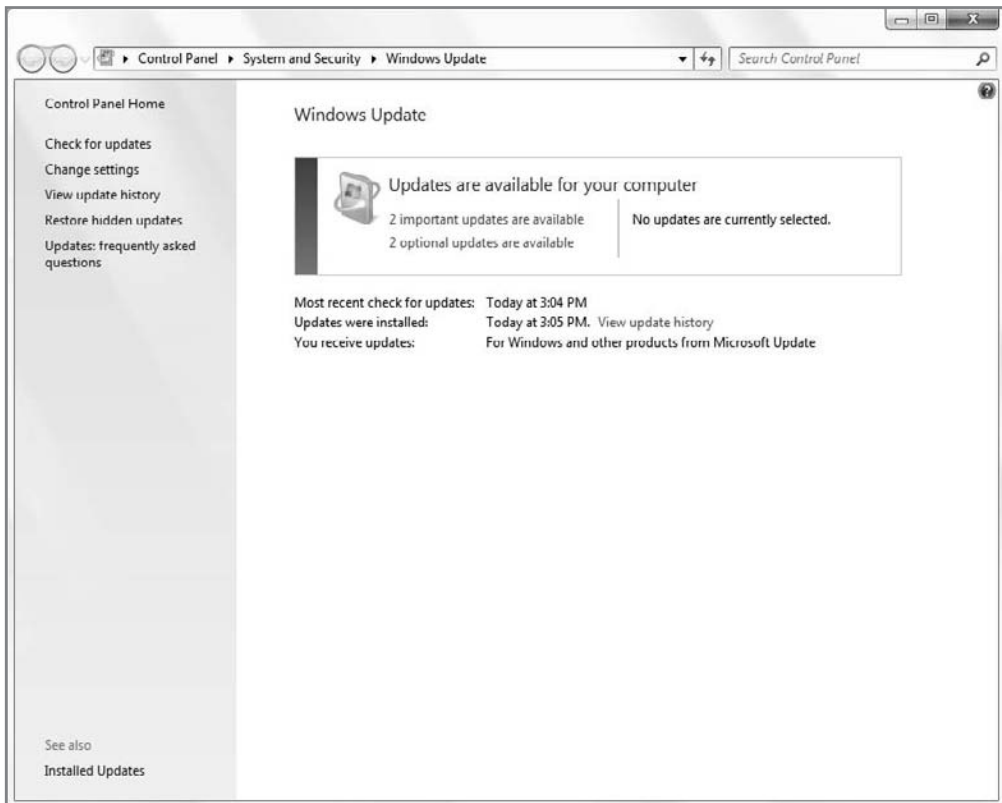 Control Panel ▸ System and Security ▸ Windows Update
Search Control Panel
Control Panel Home
Check for updates
Change settings
View update history
Restore hidden updates
Updates: frequently asked
questions
Windows Update
Updates are available for your computer
2 important updates are available
2 optional updates are available
No updates are currently selected.
Most recent check for updates: Today at 3:04 PM
Updates were installed: Today at 3:05 PM. View update history
You receive updates: For Windows and other products from Microsoft Update
See also
Installed Updates